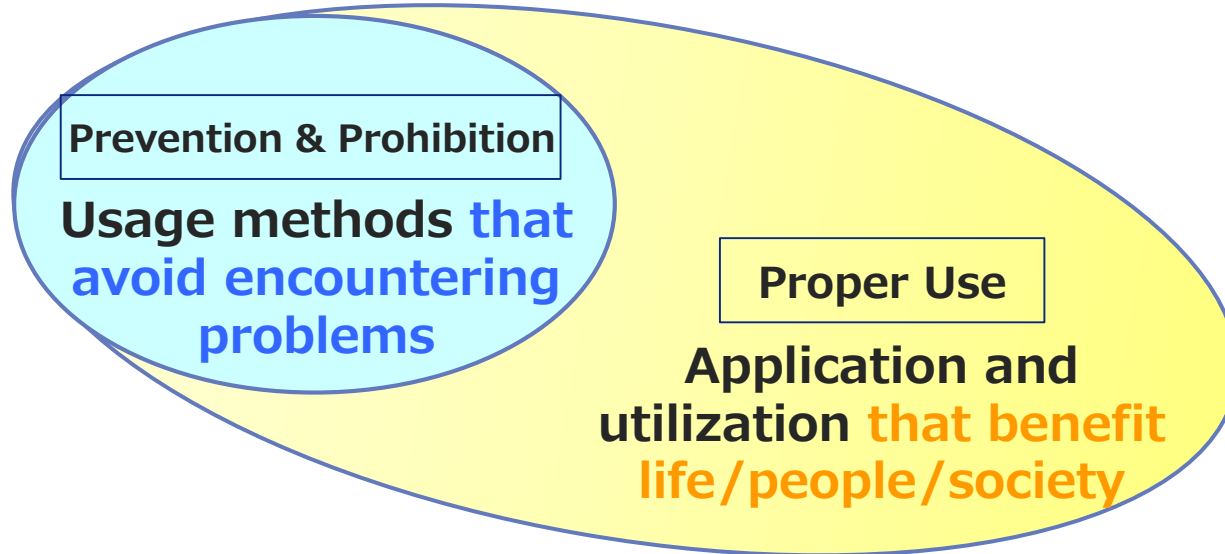 Prevention & Prohibition
Usage methods that
avoid encountering
problems
Proper Use
Application and
utilization that benefit
life/people/society